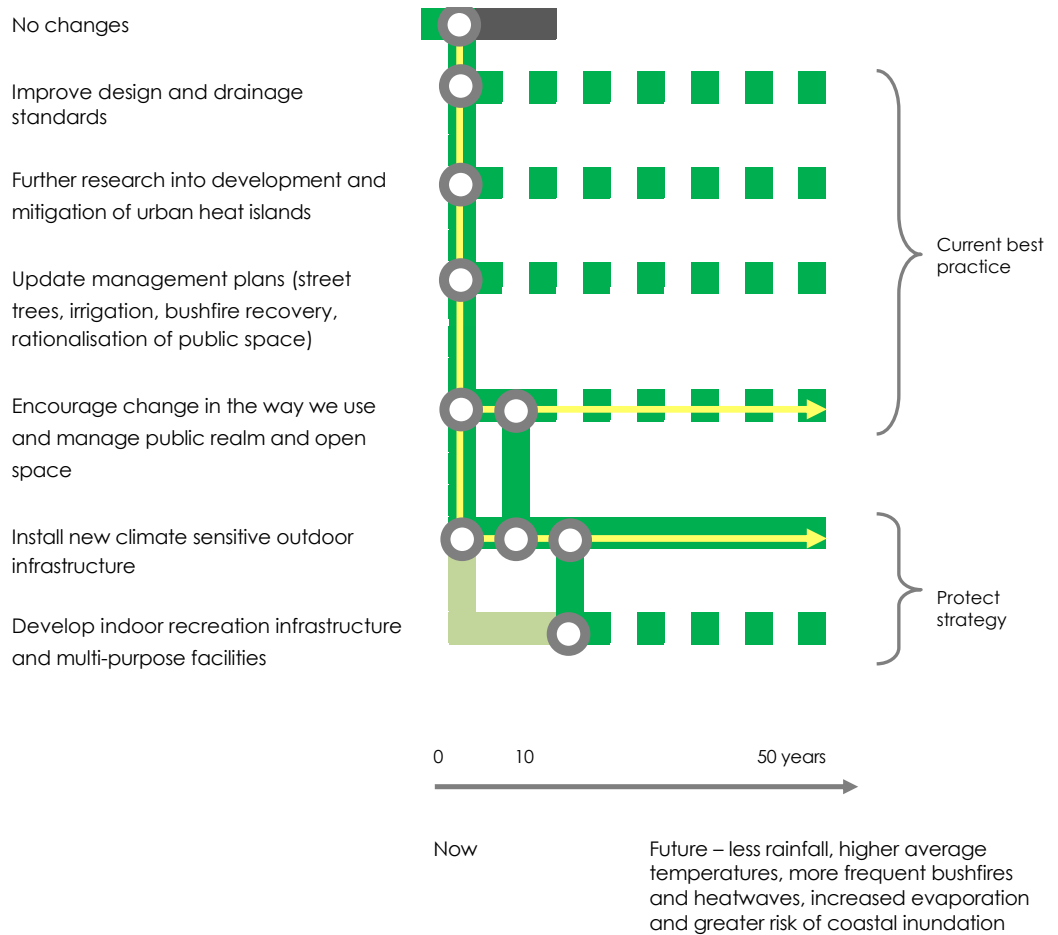 No changes
Improve design and drainage
standards
Further research into development and
mitigation of urban heat islands
Update management plans (street
trees, irrigation, bushfire recovery,
rationalisation of public space)
Encourage change in the way we use
and manage public realm and open
space
Install new climate sensitive outdoor
infrastructure
Develop indoor recreation infrastructure
and multi-purpose facilities
Current best
practice
Protect
strategy
0 10 50 years
Now
Future – less rainfall, higher average
temperatures, more frequent bushfires
and heatwaves, increased evaporation
and greater risk of coastal inundation